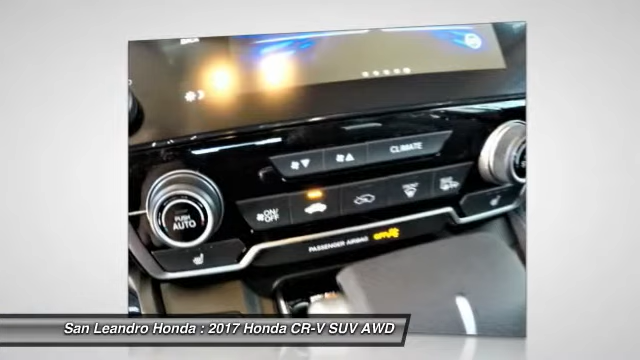 CLIMATE
ON/
OFF
PUSH
AUTO
PASSENGER AIRBAG
San Leandro Honda : 2017 Honda CR-V SUV AWD